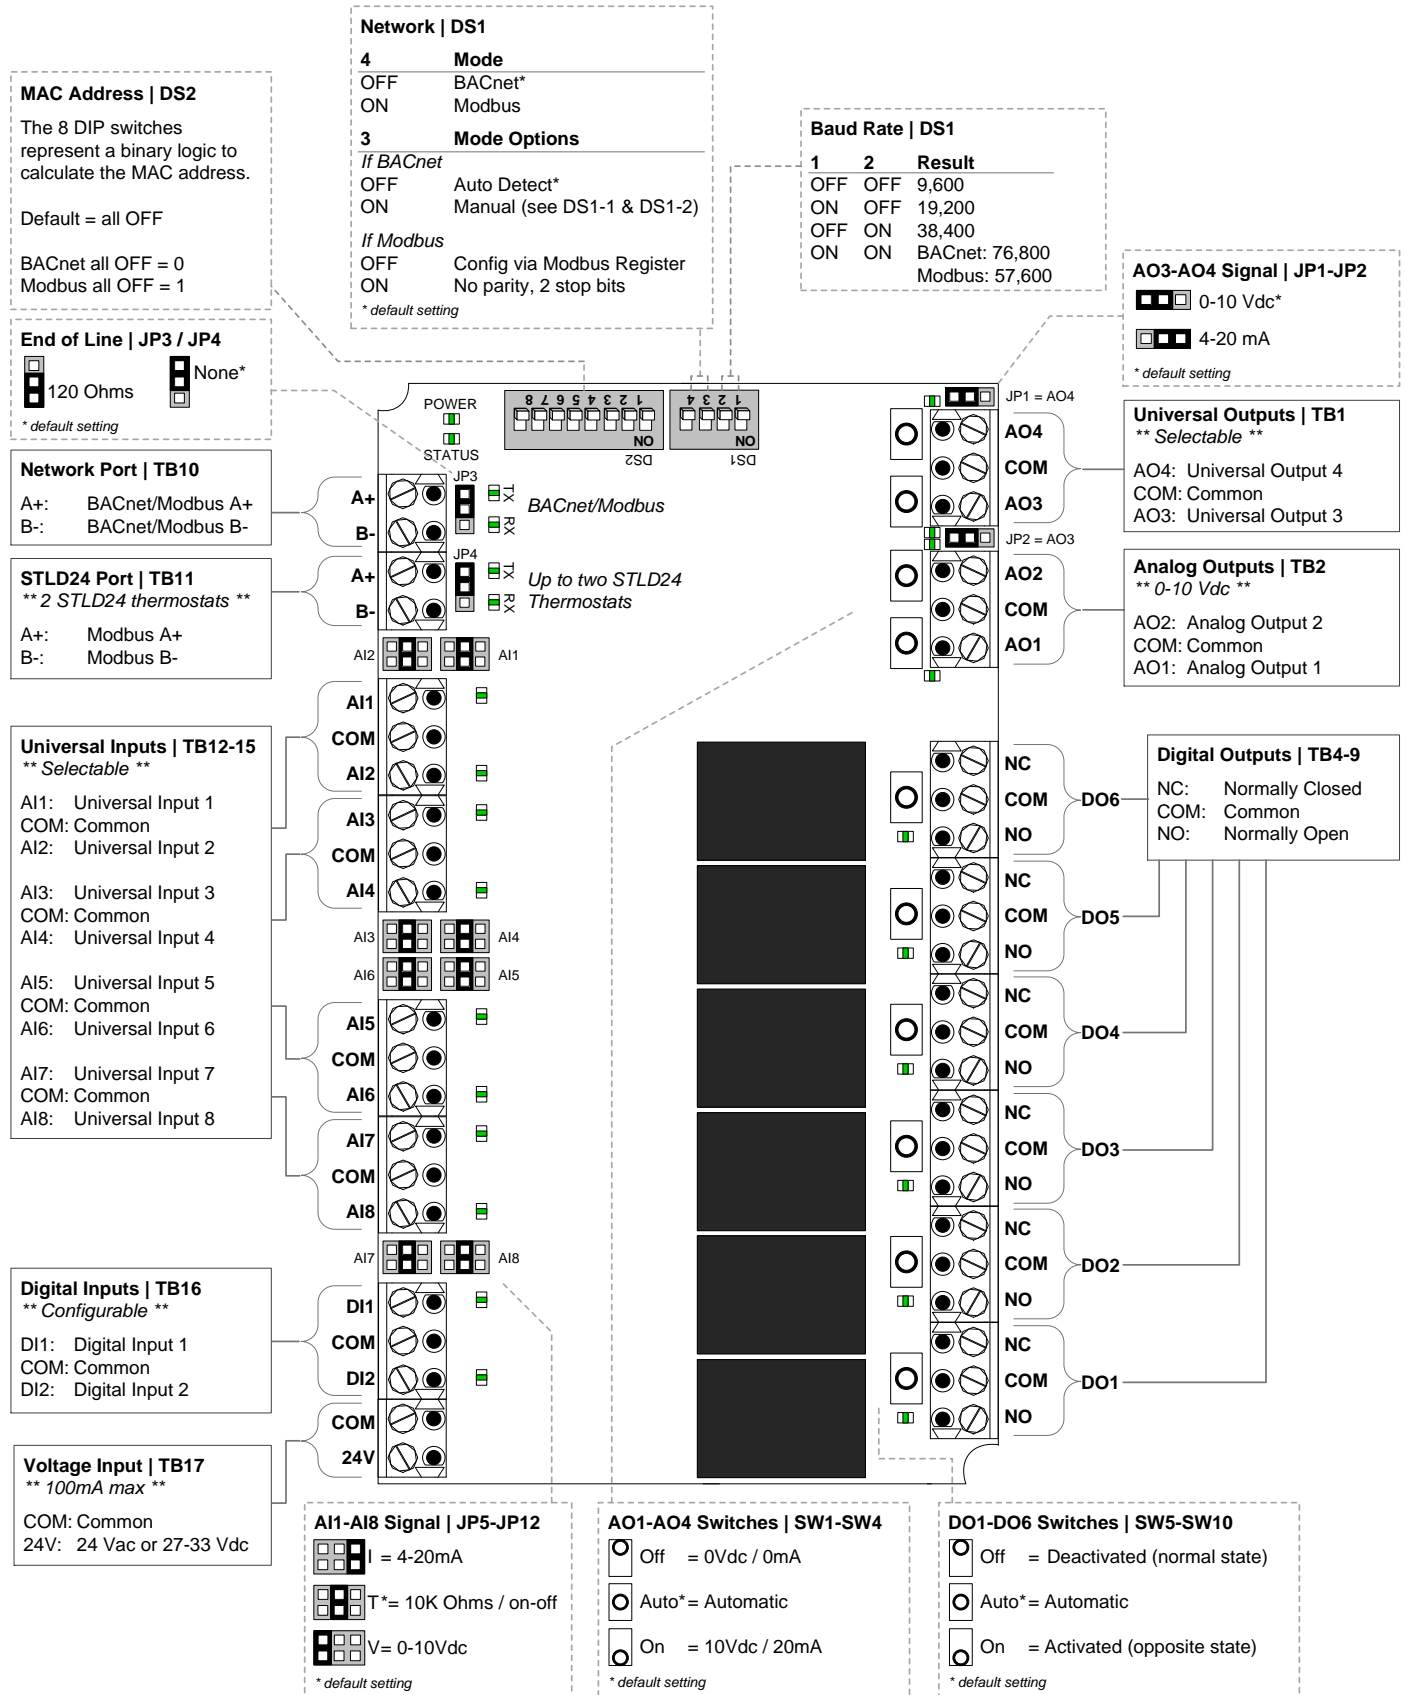 Network | DS1
4 Mode
OFF BACnet*
ON Modbus
3 Mode Options
If BACnet
OFF Auto Detect*
ON Manual (see DS1-1 & DS1-2)
If Modbus
OFF Config via Modbus Register
ON No parity, 2 stop bits
* default setting
MAC Address | DS2
The 8 DIP switches
represent a binary logic to
calculate the MAC address.
Default = all OFF
BACnet all OFF = 0
Modbus all OFF = 1
Baud Rate | DS1
1 2 Result
OFF OFF 9,600
ON OFF 19,200
OFF ON 38,400
ON ON BACnet: 76,800
Modbus: 57,600
AO3-AO4 Signal | JP1-JP2
0-10 Vdc*
4-20 mA
* default setting
End of Line | JP3 / JP4
120 Ohms
None*
* default setting
Network Port | TB10
A+: BACnet/Modbus A+
B-: BACnet/Modbus B-
STLD24 Port | TB11
** 2 STLD24 thermostats **
A+: Modbus A+
B-: Modbus B-
Universal Inputs | TB12-15
** Selectable **
AI1: Universal Input 1
COM: Common
AI2: Universal Input 2
AI3: Universal Input 3
COM: Common
AI4: Universal Input 4
AI5: Universal Input 5
COM: Common
AI6: Universal Input 6
AI7: Universal Input 7
COM: Common
AI8: Universal Input 8
Digital Inputs | TB16
** Configurable **
DI1: Digital Input 1
COM: Common
DI2: Digital Input 2
Voltage Input | TB17
** 100mA max **
COM: Common
24V: 24 Vac or 27-33 Vdc
POWER
STATUS
8 7 6 5 4 3 2 1
ON
DS2
4 3 2 1
ON
DS1
JP3
A+
B-
TX
RX
BACnet/Modbus
JP4
A+
B-
TX
RX
Up to two STLD24
Thermostats
AI2 AI1
AI1
COM
AI2
AI3
COM
AI4
AI3 AI4
AI6 AI5
AI5
COM
AI6
AI7
COM
AI8
AI7 AI8
DI1
COM
DI2
COM
24V
JP1 = AO4
AO4
COM
AO3
JP2 = AO3
AO2
COM
AO1
NC
COM DO6
NO
NC
COM DO5
NO
NC
COM DO4
NO
NC
COM DO3
NO
NC
COM DO2
NO
NC
COM DO1
NO
Universal Outputs | TB1
** Selectable **
AO4: Universal Output 4
COM: Common
AO3: Universal Output 3
Analog Outputs | TB2
** 0-10 Vdc **
AO2: Analog Output 2
COM: Common
AO1: Analog Output 1
Digital Outputs | TB4-9
NC: Normally Closed
COM: Common
NO: Normally Open
AI1-AI8 Signal | JP5-JP12
I = 4-20mA
T*= 10K Ohms / on-off
V= 0-10Vdc
* default setting
AO1-AO4 Switches | SW1-SW4
Off = 0Vdc / 0mA
Auto*= Automatic
On = 10Vdc / 20mA
* default setting
DO1-DO6 Switches | SW5-SW10
Off = Deactivated (normal state)
Auto*= Automatic
On = Activated (opposite state)
* default setting